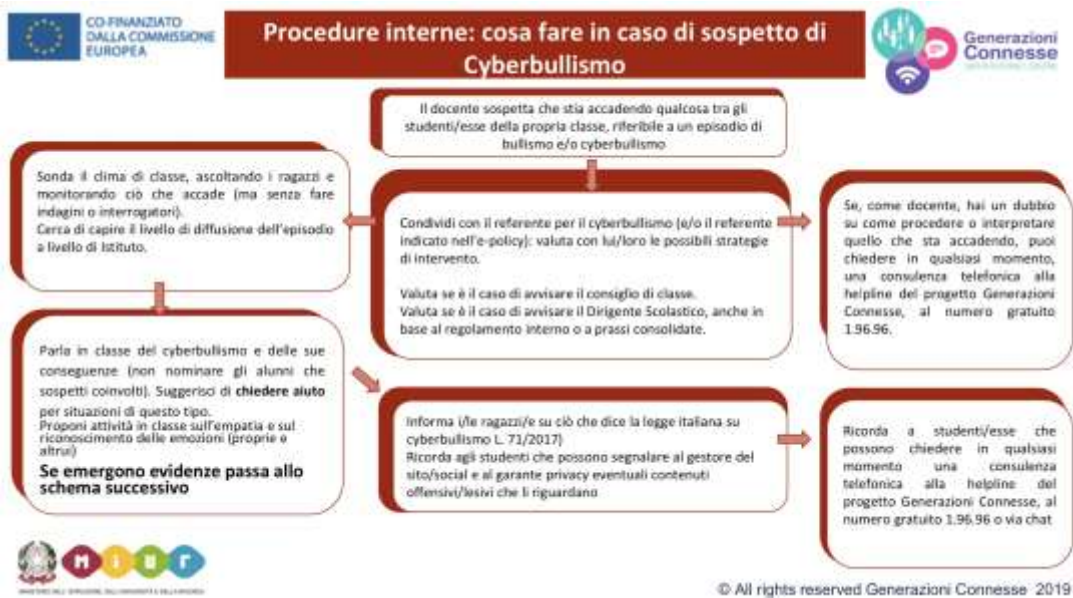 CO-FINANZIATO
DALLA COMMISSIONE
EUROPEA
Procedure interne: cosa fare in caso di sospetto di
Cyberbullismo
Generazioni
Connesse
Il docente sospetta che stia accadendo qualcosa tra gli
studenti/esse della propria classe, riferibile a un episodio di
bullismo e/o cyberbullismo
Sonda il clima di classe, ascoltando i ragazzi e
monitorando ciò che accade (ma senza fare
indagini o interrogatori).
Cerca di capire il livello di diffusione dell'episodio
a livello di Istituto.
Condividi con il referente per il cyberbullismo (e/o il referente
indicato nell'e-policy): valuta con lui/loro le possibili strategie
di intervento.
Valuta se è il caso di avvisare il consiglio di classe.
Valuta se è il caso di avvisare il Dirigente Scolastico, anche in
base al regolamento interno o a prassi consolidate.
Se, come docente, hai un dubbio
su come procedere o interpretare
quello che sta accadendo, puoi
chiedere in qualsiasi momento,
una consulenza telefonica alla
helpline del progetto Generazioni
Connesse, al numero gratuito
1.96.96.
Parla in classe del cyberbullismo e delle sue
conseguenze (non nominare gli alunni che
sospetti coinvolti). Suggerisci di chiedere aiuto
per situazioni di questo tipo.
Proponi attività in classe sull'empatia e sul
riconoscimento delle emozioni (proprie e
altrui)
Se emergono evidenze passa allo
schema successivo
Informa i/le ragazzi/e su ciò che dice la legge italiana su
cyberbullismo L. 71/2017)
Ricorda agli studenti che possono segnalare al gestore del
sito/social e al garante privacy eventuali contenuti
offensivi/lesivi che li riguardano
Ricorda a studenti/esse che
possono chiedere in qualsiasi
momento una consulenza
telefonica alla helpline del
progetto Generazioni Connesse, al
numero gratuito 1.96.96 o via chat
miur
© All rights reserved Generazioni Connesse 2019